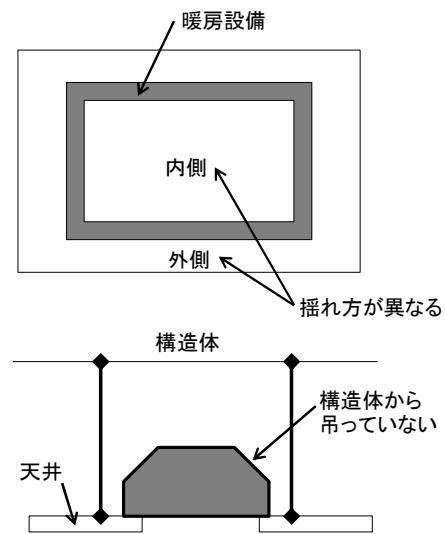 暖房設備
内側
外側
揺れ方が異なる
構造体
構造体から
吊っていない
天井